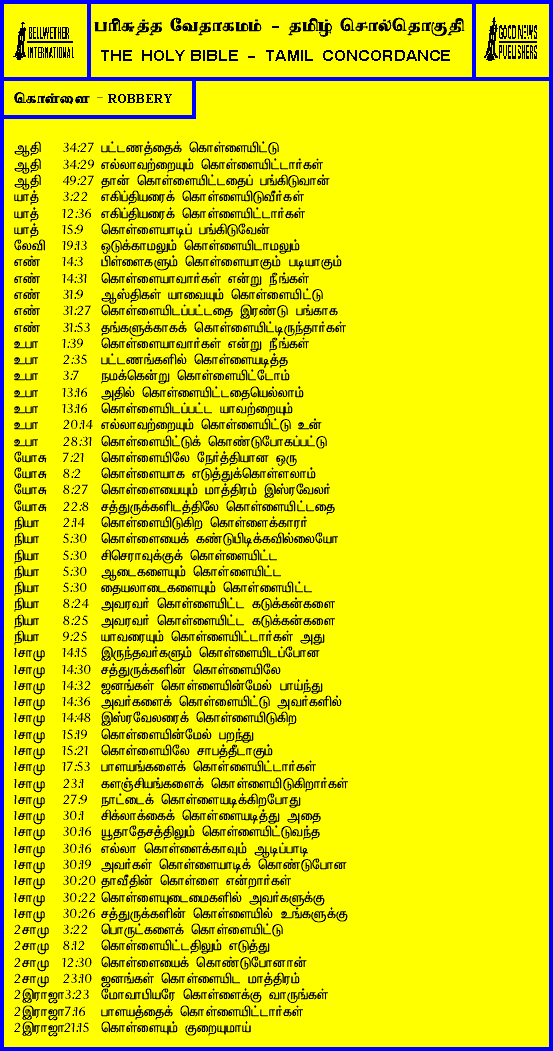 BELLWETHER
INTERNATIONAL
பரிசுத்த வேதாகமம் - தமிழ் சொல்தொகுதி
THE HOLY BIBLE - TAMIL CONCORDANCE
GOOD NEWS
PUBLISHERS
கொள்ளை - ROBBERY
ஆதி 34:27 பட்டணத்தைக் கொள்ளையிட்டு
ஆதி 34:29 எல்லாவற்றையும் கொள்ளையிட்டார்கள்
ஆதி 49:27 தான் கொள்ளையிட்டதைப் பங்கிடுவான்
யாத் 3:22 எகிப்தியரைக் கொள்ளையிடுவீர்கள்
யாத் 12:36 எகிப்தியரைக் கொள்ளையிட்டார்கள்
யாத் 15:9 கொள்ளையாடிப் பங்கிடுவேன்
லேவி 19:13 ஒடுக்காமலும் கொள்ளையிடாமலும்
எண் 14:3 பிள்ளைகளும் கொள்ளையாகும் படியாகும்
எண் 14:31 கொள்ளையாவார்கள் என்று நீங்கள்
எண் 31:9 ஆஸ்திகள் யாவையும் கொள்ளையிட்டு
எண் 31:27 கொள்ளையிடப்பட்டதை இரண்டு பங்காக
எண் 31:53 தங்களுக்காகக் கொள்ளையிட்டிருந்தார்கள்
உபா 1:39 கொள்ளையாவார்கள் என்று நீங்கள்
உபா 2:35 பட்டணங்களில் கொள்ளையடித்த
உபா 3:7 நமக்கென்று கொள்ளையிட்டோம்
உபா 13:16 அதில் கொள்ளையிட்டதையெல்லாம்
உபா 13:16 கொள்ளையிடப்பட்ட யாவற்றையும்
உபா 20:14 எல்லாவற்றையும் கொள்ளையிட்டு உன்
உபா 28:31 கொள்ளையிட்டுக் கொண்டுபோகப்பட்டு
யோசு 7:21 கொள்ளையிலே நேர்த்தியான ஒரு
யோசு 8:2 கொள்ளையாக எடுத்துக்கொள்ளலாம்
யோசு 8:27 கொள்ளையையும் மாத்திரம் இஸ்ரவேலர்
யோசு 22:8 சத்துருக்களிடத்திலே கொள்ளையிட்டதை
நியா 2:14 கொள்ளையிடுகிற கொள்ளைக்காரர்
நியா 5:30 கொள்ளையைக் கண்டுபிடிக்கவில்லையோ
நியா 5:30 சிசெராவுக்குக் கொள்ளையிட்ட
நியா 5:30 ஆடைகளையும் கொள்ளையிட்ட
நியா 5:30 தையலாடைகளையும் கொள்ளையிட்ட
நியா 8:24 அவரவர் கொள்ளையிட்ட கடுக்கன்களை
நியா 8:25 அவரவர் கொள்ளையிட்ட கடுக்கன்களை
நியா 9:25 யாவரையும் கொள்ளையிட்டார்கள் அது
1சாமு 14:15 இருந்தவர்களும் கொள்ளையிடப்போன
1சாமு 14:30 சத்துருக்களின் கொள்ளையிலே
1சாமு 14:32 ஜனங்கள் கொள்ளையின்மேல் பாய்ந்து
1சாமு 14:36 அவர்களைக் கொள்ளையிட்டு அவர்களில்
1சாமு 14:48 இஸ்ரவேலரைக் கொள்ளையிடுகிற
1சாமு 15:19 கொள்ளையின்மேல் பறந்து
1சாமு 15:21 கொள்ளையிலே சாபத்தீடாகும்
1சாமு 17:53 பாளயங்களைக் கொள்ளையிட்டார்கள்
1சாமு 23:1 களஞ்சியங்களைக் கொள்ளையிடுகிறார்கள்
1சாமு 27:9 நாட்டைக் கொள்ளையடிக்கிறபோது
1சாமு 30:1 சிக்லாக்கைக் கொள்ளையடித்து அதை
1சாமு 30:16 யூதாதேசத்திலும் கொள்ளையிட்டுவந்த
1சாமு 30:16 எல்லா கொள்ளைக்காவும் ஆடிப்பாடி
1சாமு 30:19 அவர்கள் கொள்ளையாடிக் கொண்டுபோன
1சாமு 30:20 தாவீதின் கொள்ளை என்றார்கள்
1சாமு 30:22 கொள்ளையுடைமைகளில் அவர்களுக்கு
1சாமு 30:26 சத்துருக்களின் கொள்ளையில் உங்களுக்கு
2சாமு 3:22 பொருட்களைக் கொள்ளையிட்டு
2சாமு 8:12 கொள்ளையிட்டதிலும் எடுத்து
2சாமு 12:30 கொள்ளையைக் கொண்டுபோனான்
2சாமு 23:10 ஜனங்கள் கொள்ளையிட மாத்திரம்
2இராஜா3:23 மோவாபியரே கொள்ளைக்கு வாருங்கள்
2இராஜா7:16 பாளயத்தைக் கொள்ளையிட்டார்கள்
2இராஜா21:15 கொள்ளையும் குறையுமாய்